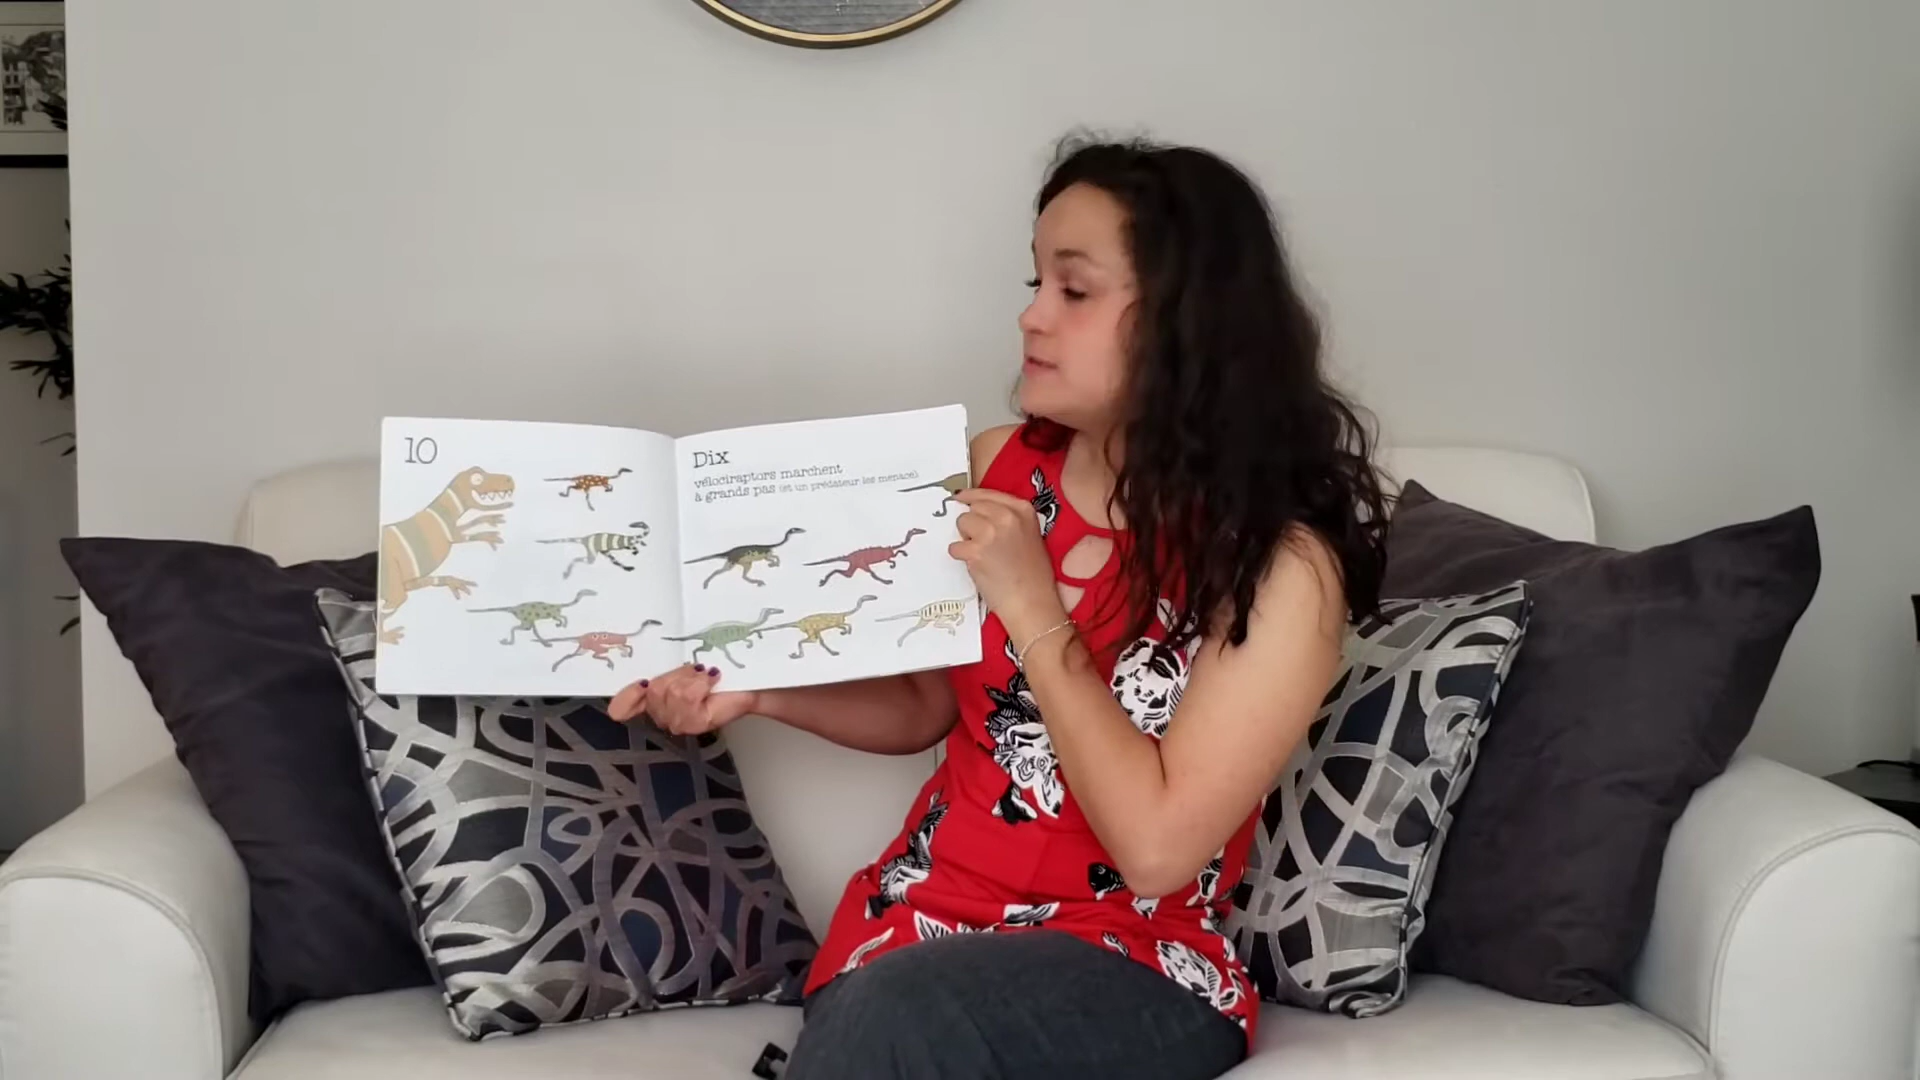 10
Dix
vélociraptors marchent
à grands pas (et un prédateur les menace)